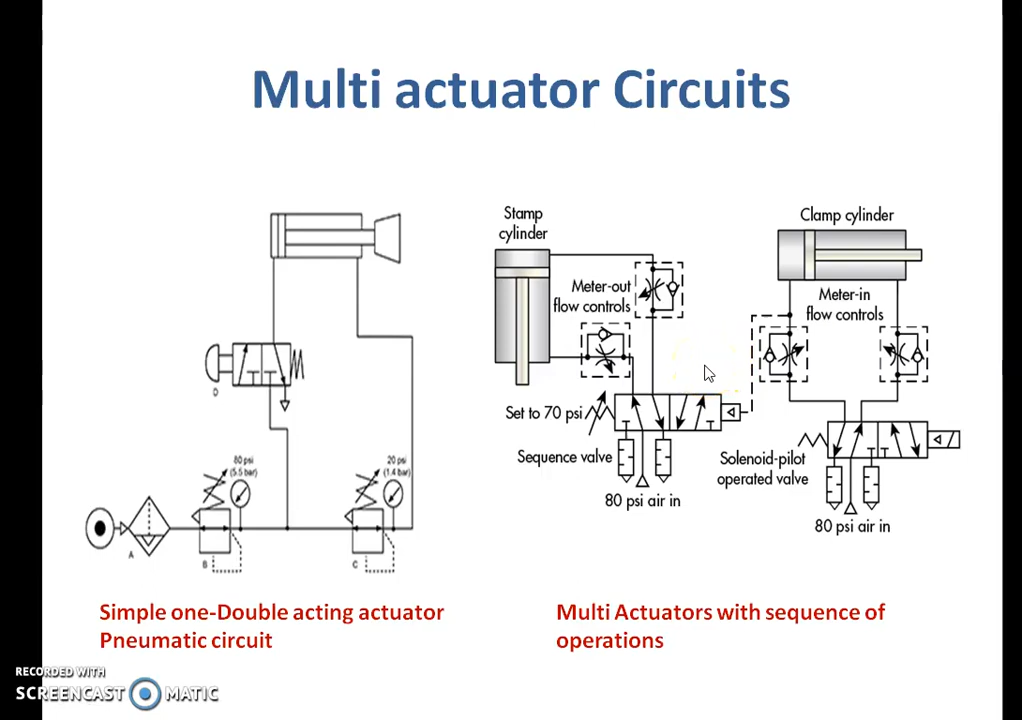 Multi actuator Circuits
D
80 psi
(5.5 bar)
20 psi
(1.4 bar)
A
B
C
Simple one-Double acting actuator
Pneumatic circuit
Stamp
cylinder
Meter-out
flow controls
Set to 70 psi
Sequence valve
80 psi air in
Clamp cylinder
Meter-in
flow controls
Solenoid-pilot
operated valve
80 psi air in
Multi Actuators with sequence of
operations
RECORDED WITH
SCREENCAST MATIC